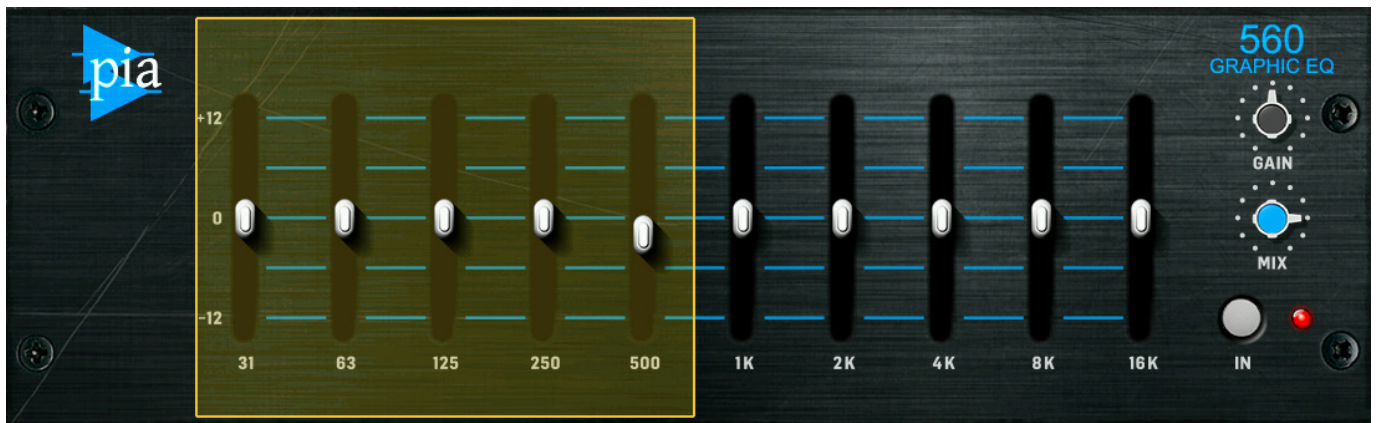 pia
560
GRAPHIC EQ
+12
0
-12
GAIN
MIX
31 63 125 250 500 1K 2K 4K 8K 16K IN